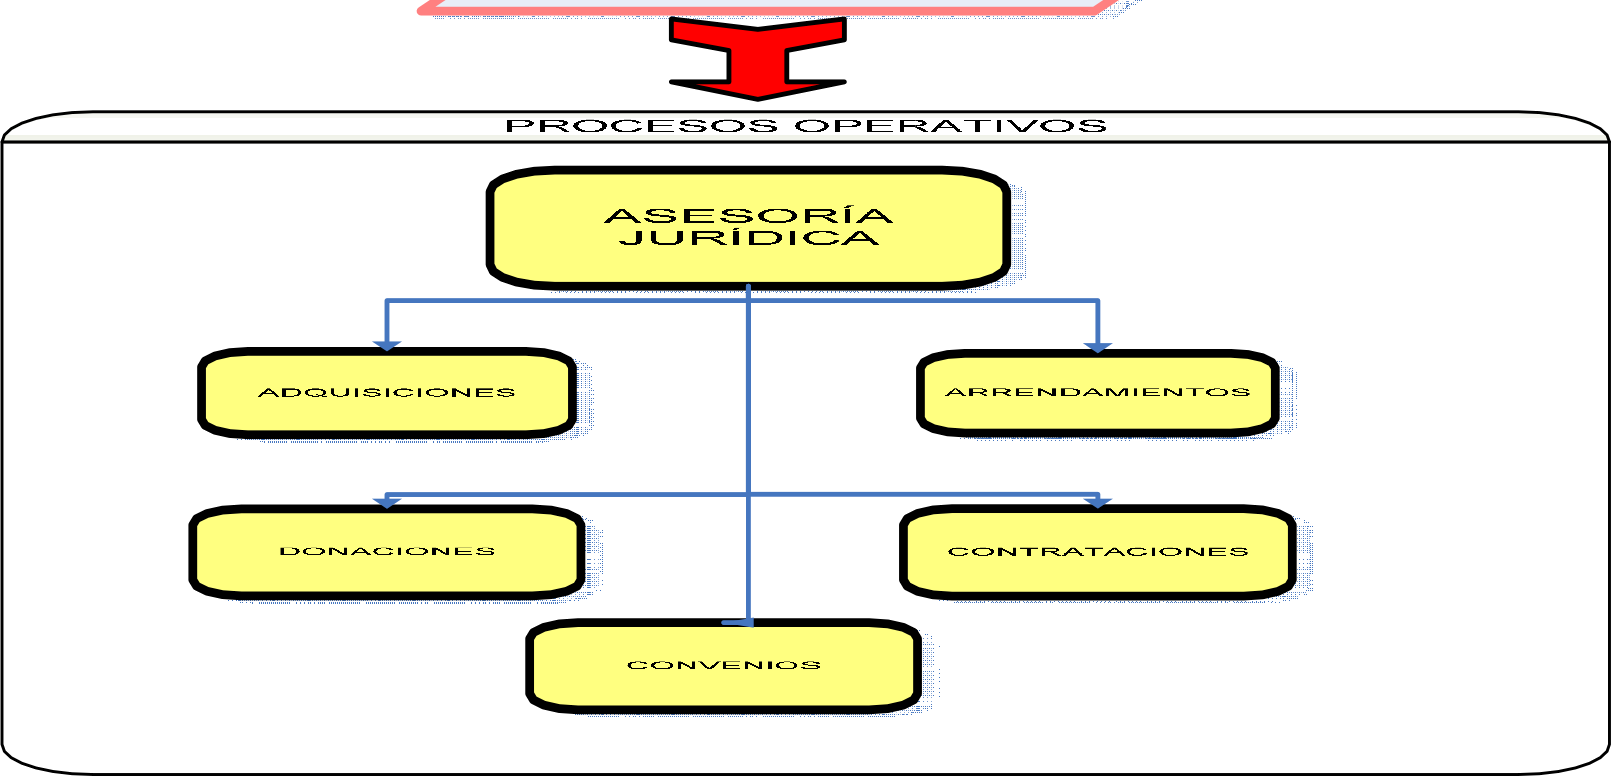 PROCESOS OPERATIVOS
ASESORÍA
JURÍDICA
ADQUISICIONES
ARRENDAMIENTOS
DONACIONES
CONTRATACIONES
CONVENIOS